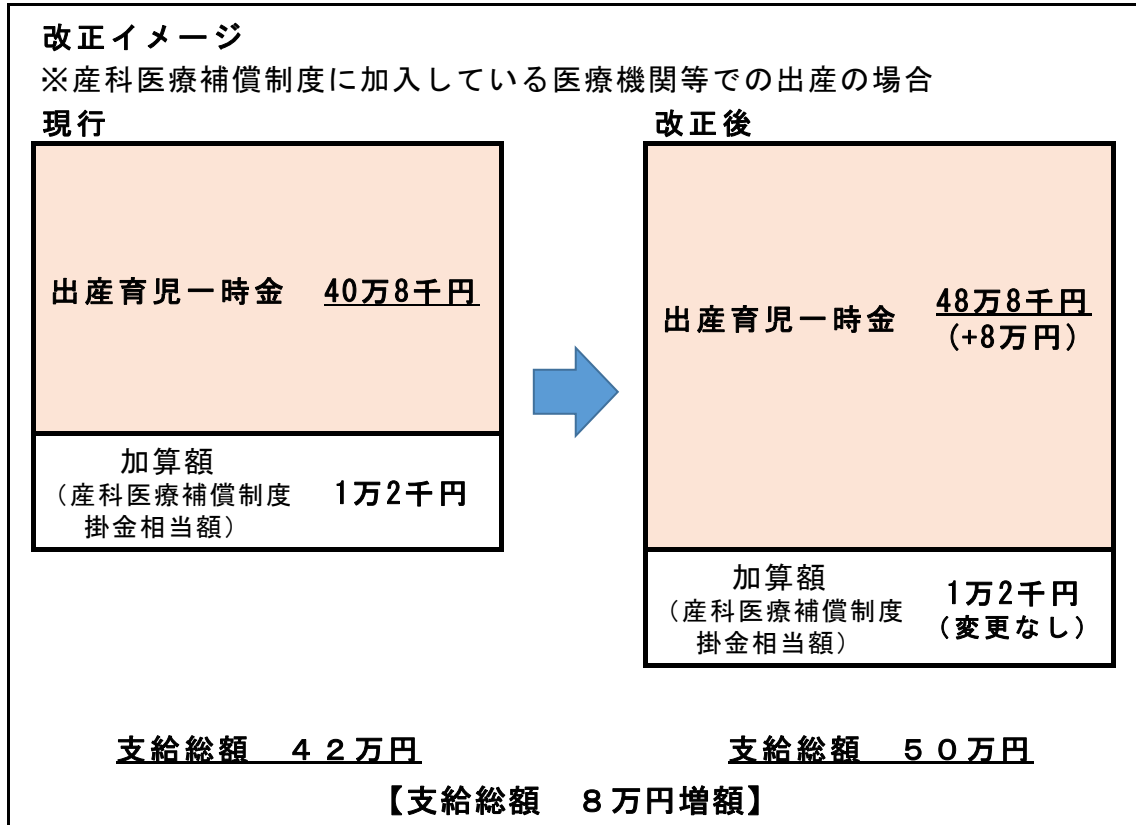 改正イメージ
※産科医療補償制度に加入している医療機関等での出産の場合
現行
出産育児一時金 40万8千円
加算額
(産科医療補償制度
掛金相当額)
1万2千円
支給総額 42万円
改正後
出産育児一時金
48万8千円
(+8万円)
加算額
(産科医療補償制度
掛金相当額)
1万2千円
(変更なし)
支給総額 50万円
【支給総額 8万円増額】